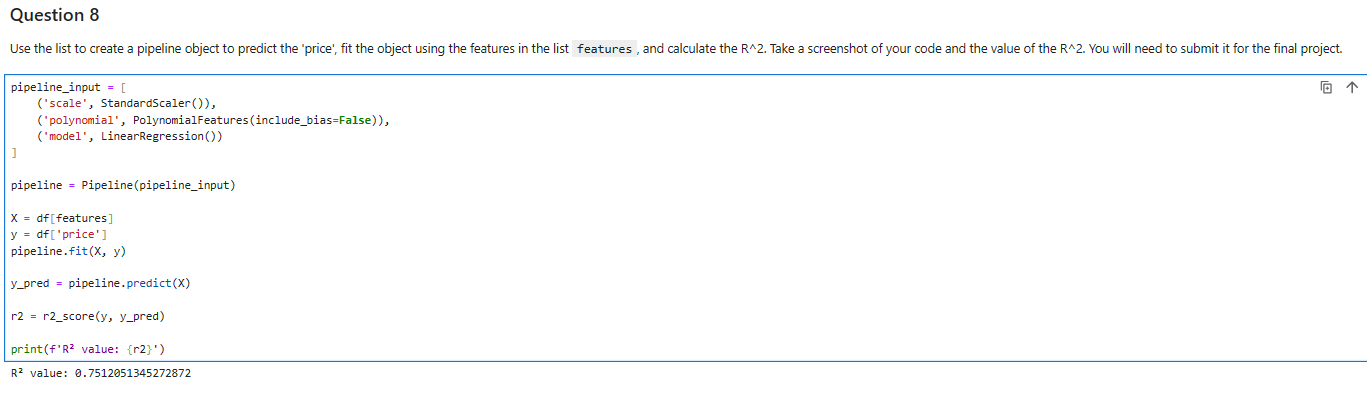 Question 8
Use the list to create a pipeline object to predict the 'price', fit the object using the features in the list features , and calculate the R^2. Take a screenshot of your code and the value of the R^2. You will need to submit it for the final project.
pipeline_input = [
    ('scale', StandardScaler()),
    ('polynomial', PolynomialFeatures(include_bias=False)),
    ('model', LinearRegression())
]
pipeline = Pipeline(pipeline_input)
X = df[features]
y = df['price']
pipeline.fit(X, y)
y_pred = pipeline.predict(X)
r2 = r2_score(y, y_pred)
print(f'R² value: {r2}')
R² value: 0.7512051345272872